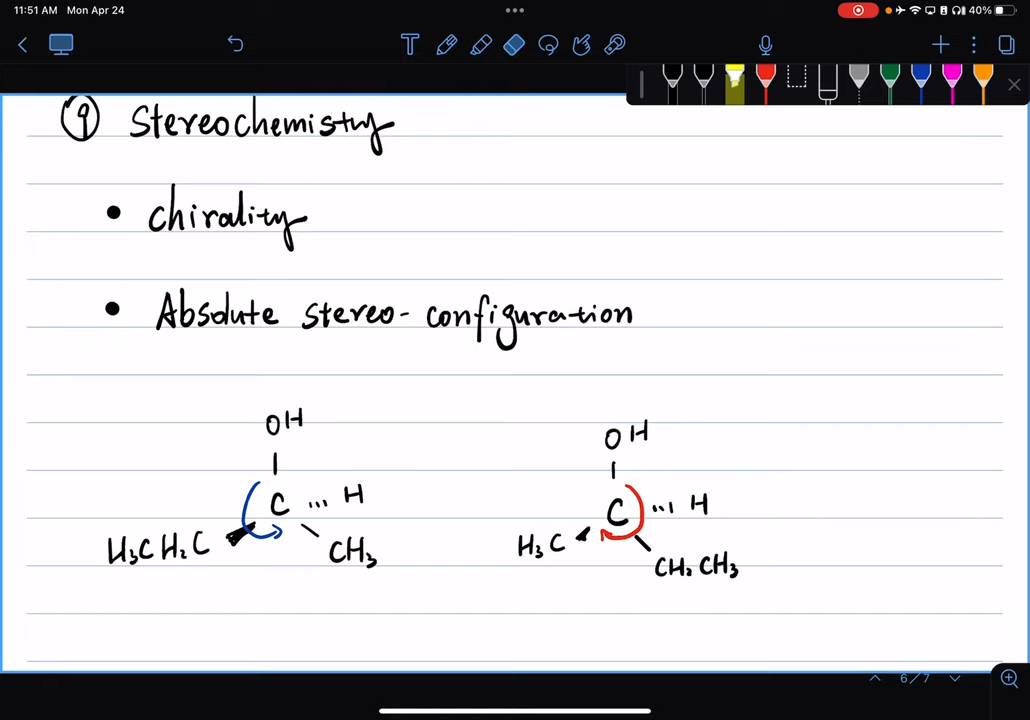 11:51 AM Mon Apr 24
40%
T
9 Stereochemistry
• chirality
• Absolute stereo-configuration
OH OH
C ... H C ... H
H₃CH₂C CH₃ H₃C CH₂CH₃
6/7